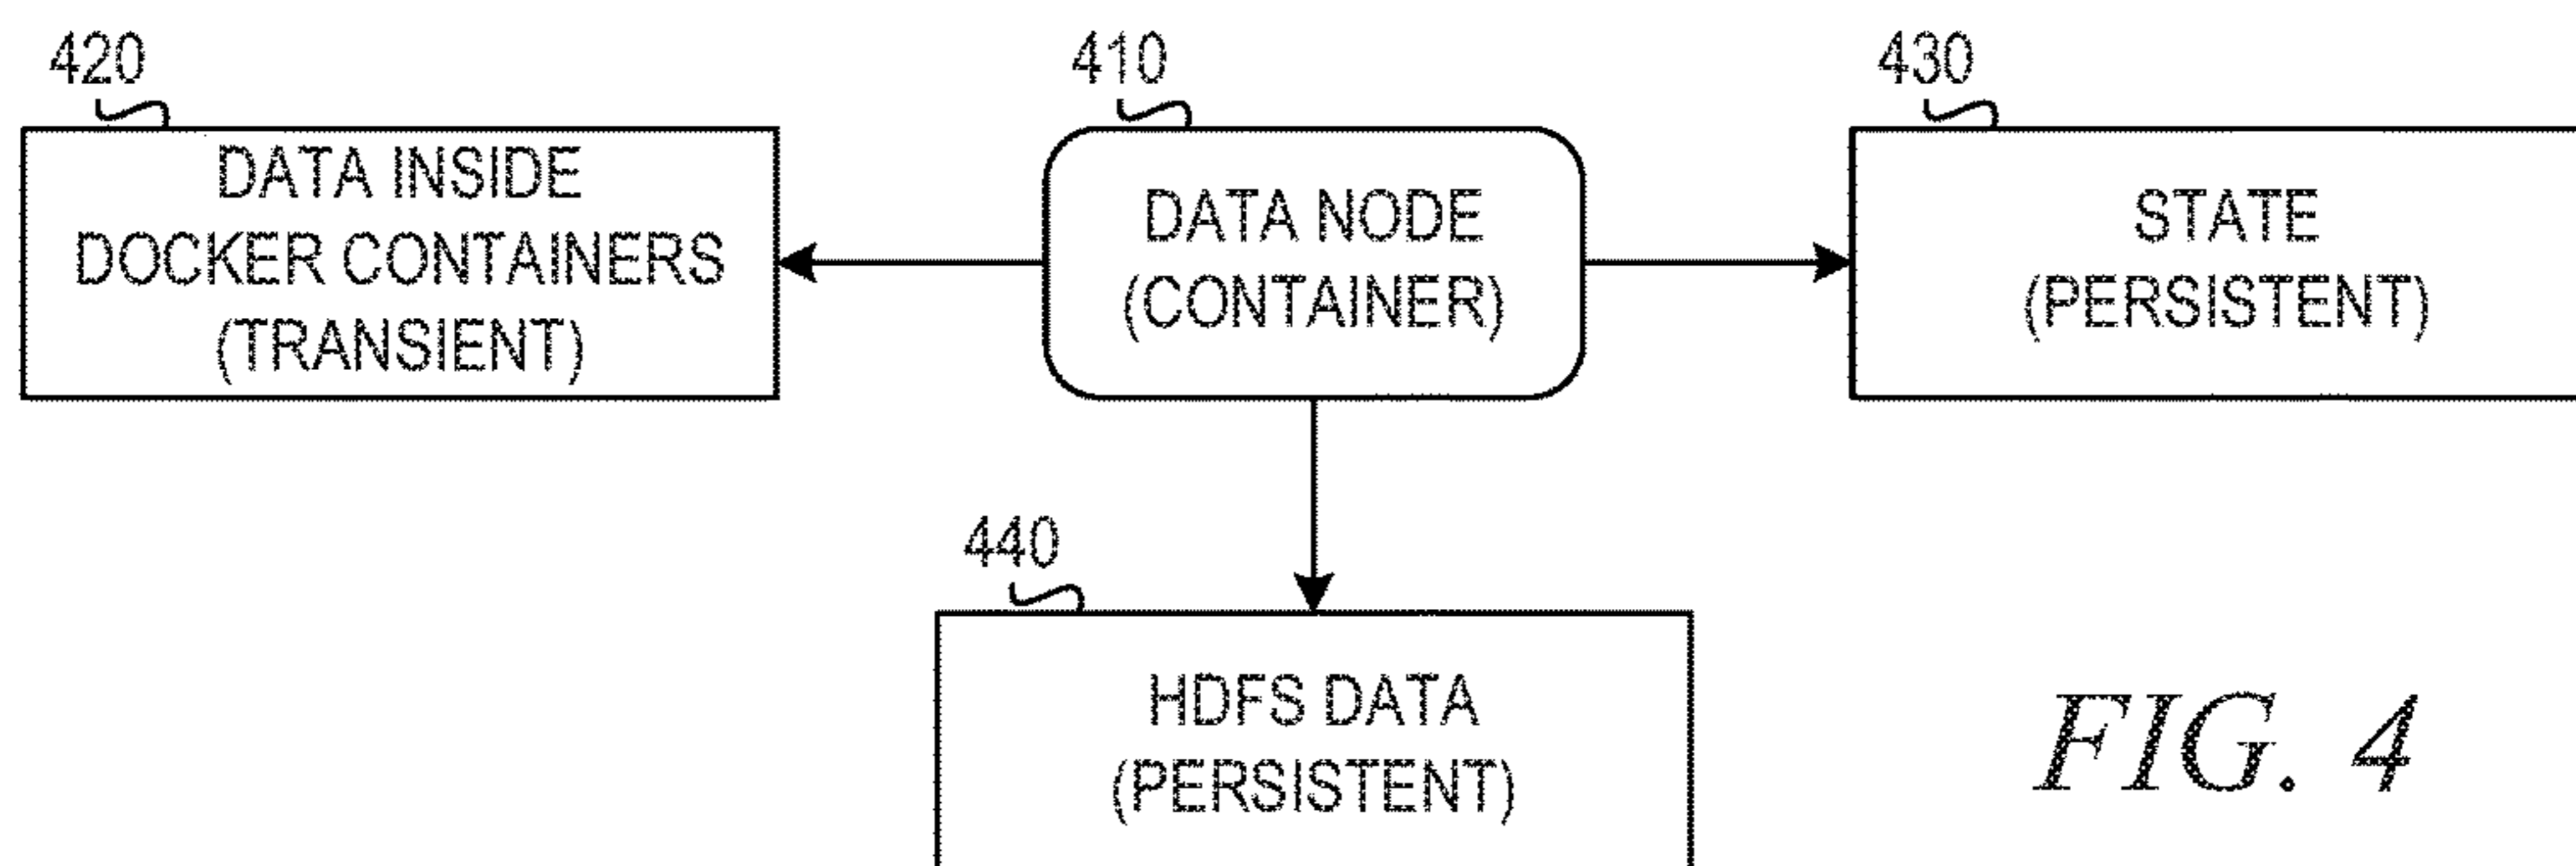 420
DATA INSIDE
DOCKER CONTAINERS
(TRANSIENT)
410
DATA NODE
(CONTAINER)
430
STATE
(PERSISTENT)
440
HDFS DATA
(PERSISTENT)
FIG. 4